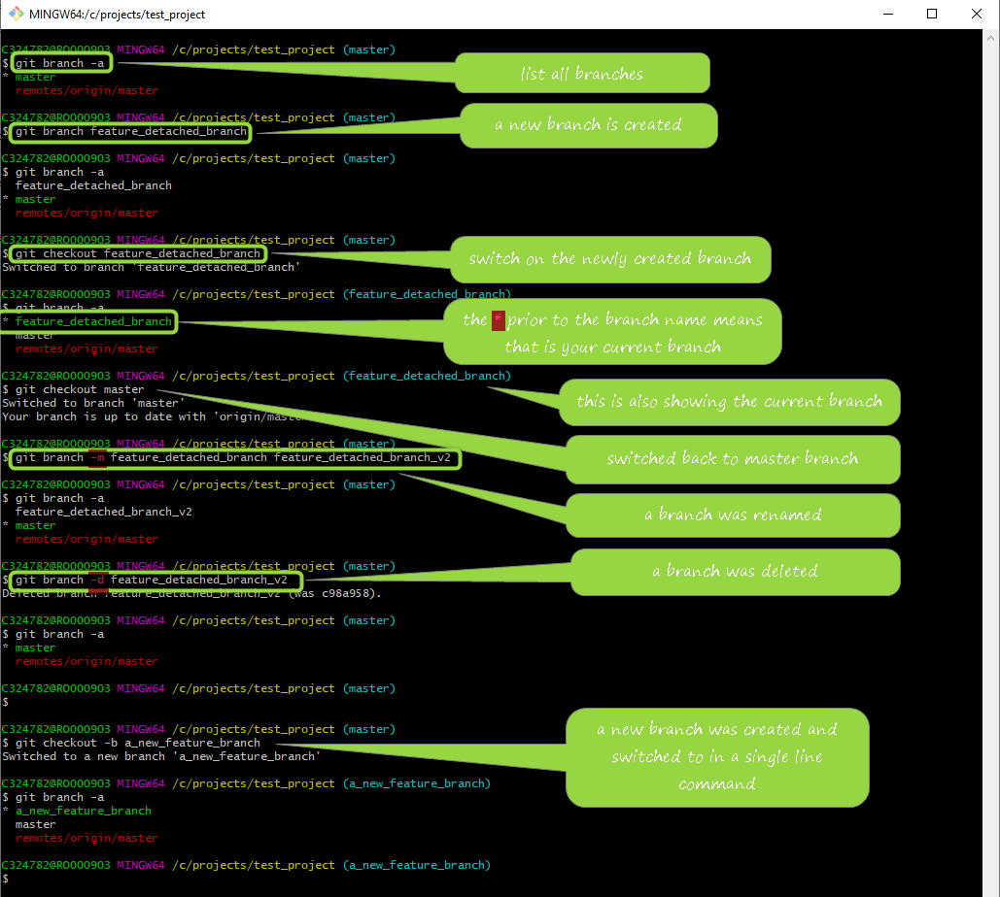 MINGW64:/c/projects/test_project
C324782@RO000903 MINGW64 /c/projects/test_project (master)
$ git branch -a
* master
remotes/origin/master
list all branches
C324782@RO000903 MINGW64 /c/projects/test_project (master)
$ git branch feature_detached_branch
a new branch is created
C324782@RO000903 MINGW64 /c/projects/test_project (master)
$ git branch -a
feature_detached_branch
* master
remotes/origin/master
C324782@RO000903 MINGW64 /c/projects/test_project (master)
$ git checkout feature_detached_branch
Switched to branch 'feature_detached_branch'
switch on the newly created branch
C324782@RO000903 MINGW64 /c/projects/test_project (feature_detached_branch)
$ git branch -a
* feature_detached_branch
master
remotes/origin/master
the * prior to the branch name means
that is your current branch
C324782@RO000903 MINGW64 /c/projects/test_project (feature_detached_branch)
$ git checkout master
Switched to branch 'master'
Your branch is up to date with 'origin/master
this is also showing the current branch
switched back to master branch
C324782@RO000903 MINGW64 /c/projects/test_project (master)
$ git branch -m feature_detached_branch feature_detached_branch_v2
a branch was renamed
C324782@RO000903 MINGW64 /c/projects/test_project (master)
$ git branch -a
feature_detached_branch_v2
* master
remotes/origin/master
C324782@RO000903 MINGW64 /c/projects/test_project (master)
$ git branch -d feature_detached_branch_v2
Deleted branch feature_detached_branch_v2 (was c98a958).
a branch was deleted
C324782@RO000903 MINGW64 /c/projects/test_project (master)
$ git branch -a
* master
remotes/origin/master
C324782@RO000903 MINGW64 /c/projects/test_project (master)
$
C324782@RO000903 MINGW64 /c/projects/test_project (master)
$ git checkout -b a_new_feature_branch
Switched to a new branch 'a_new_feature_branch'
a new branch was created and
switched to in a single line
command
C324782@RO000903 MINGW64 /c/projects/test_project (a_new_feature_branch)
$ git branch -a
* a_new_feature_branch
master
remotes/origin/master
C324782@RO000903 MINGW64 /c/projects/test_project (a_new_feature_branch)
$